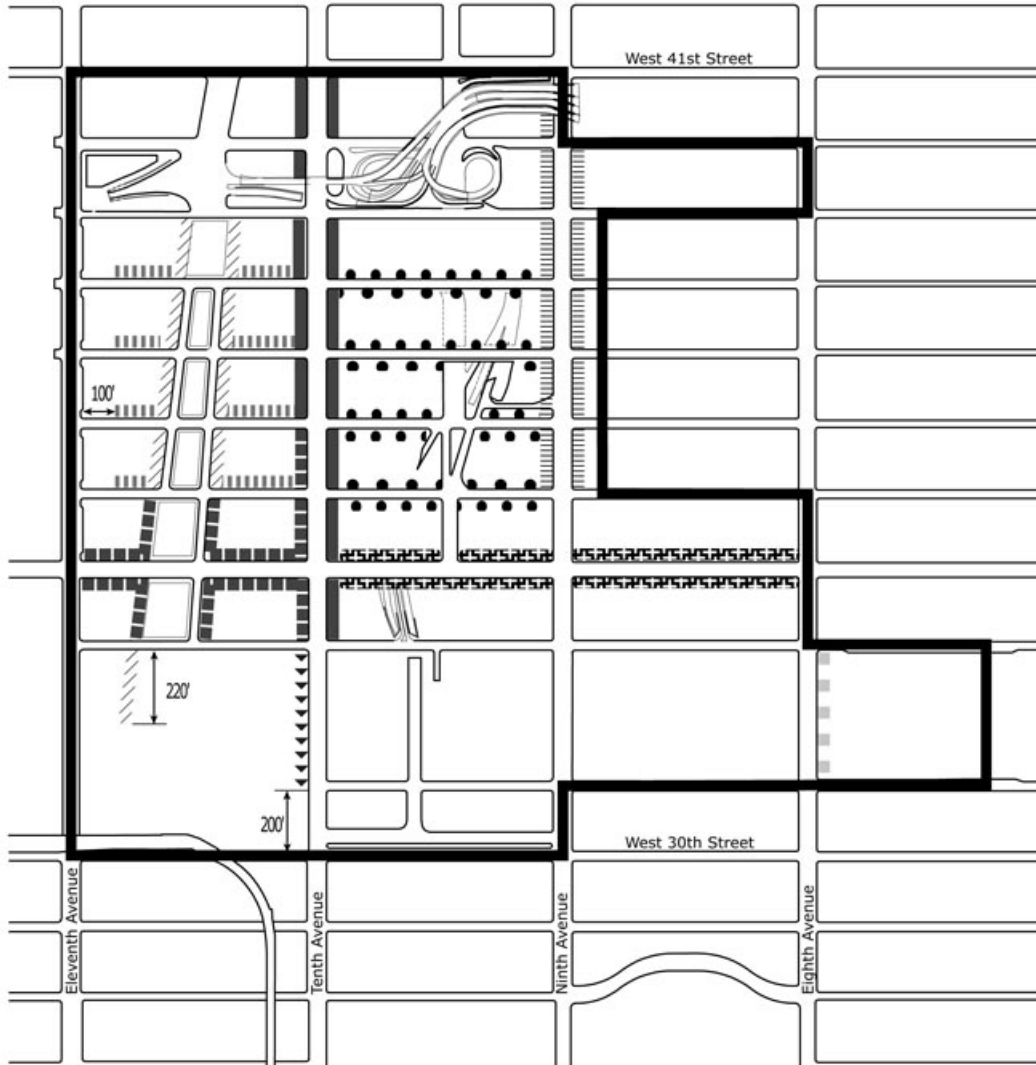 West 41st Street
100'
220'
200'
West 30th Street
Eleventh Avenue
Tenth Avenue
Ninth Avenue
Eighth Avenue